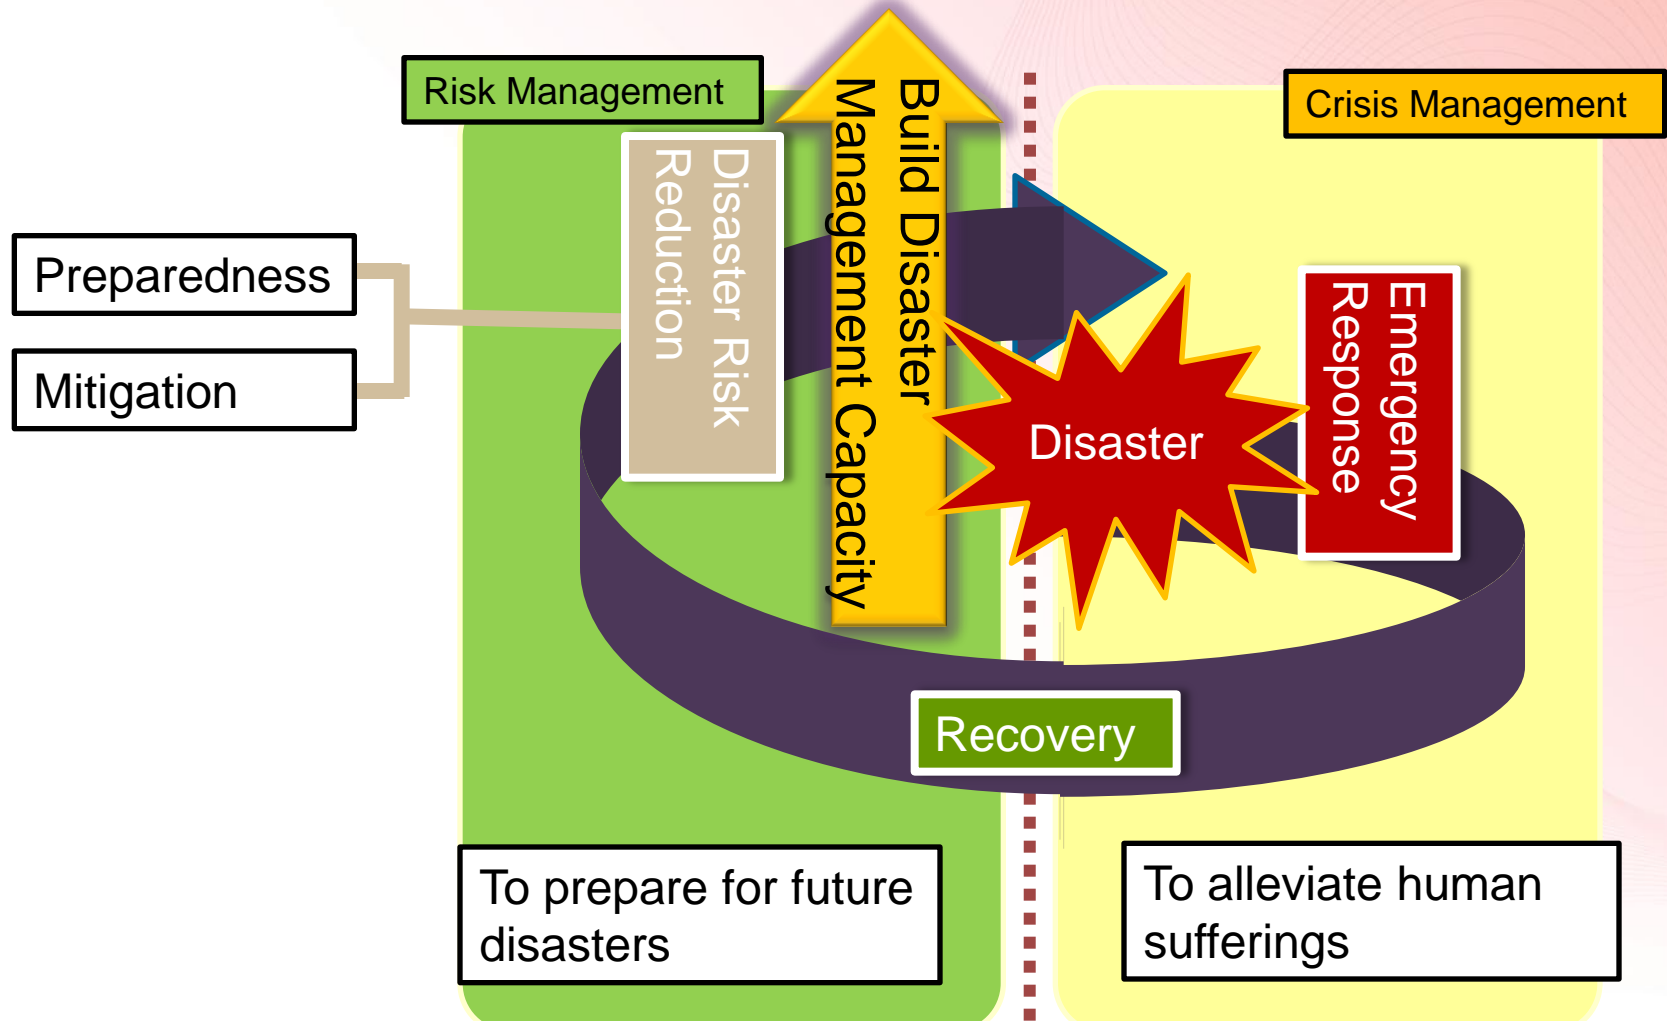 Risk Management
Crisis Management
Build Disaster
Management Capacity
Disaster Risk
Reduction
Preparedness
Mitigation
Emergency
Response
Disaster
Recovery
To prepare for future
disasters
To alleviate human
sufferings